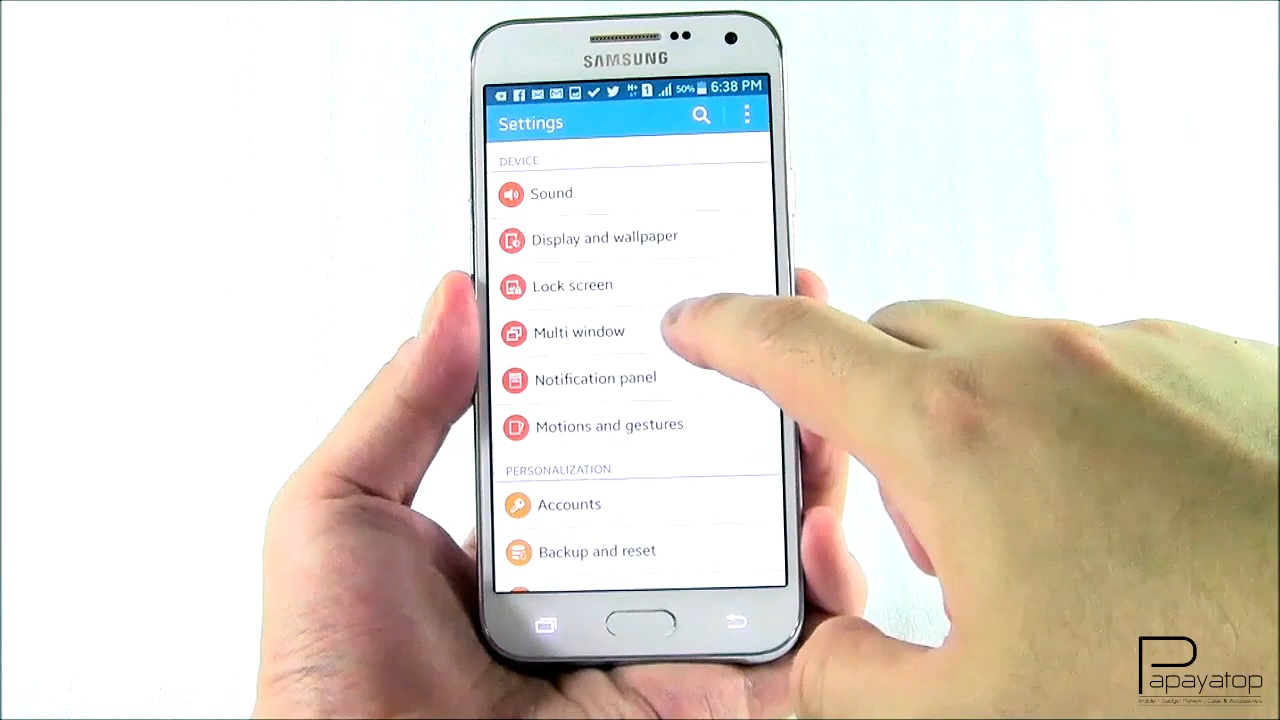 SAMSUNG
H+ 1 50% 6:38 PM
Settings
DEVICE
Sound
Display and wallpaper
Lock screen
Multi window
Notification panel
Motions and gestures
PERSONALIZATION
Accounts
Backup and reset
Papayatop
Mobile - Gadget Review, Case & Accessories